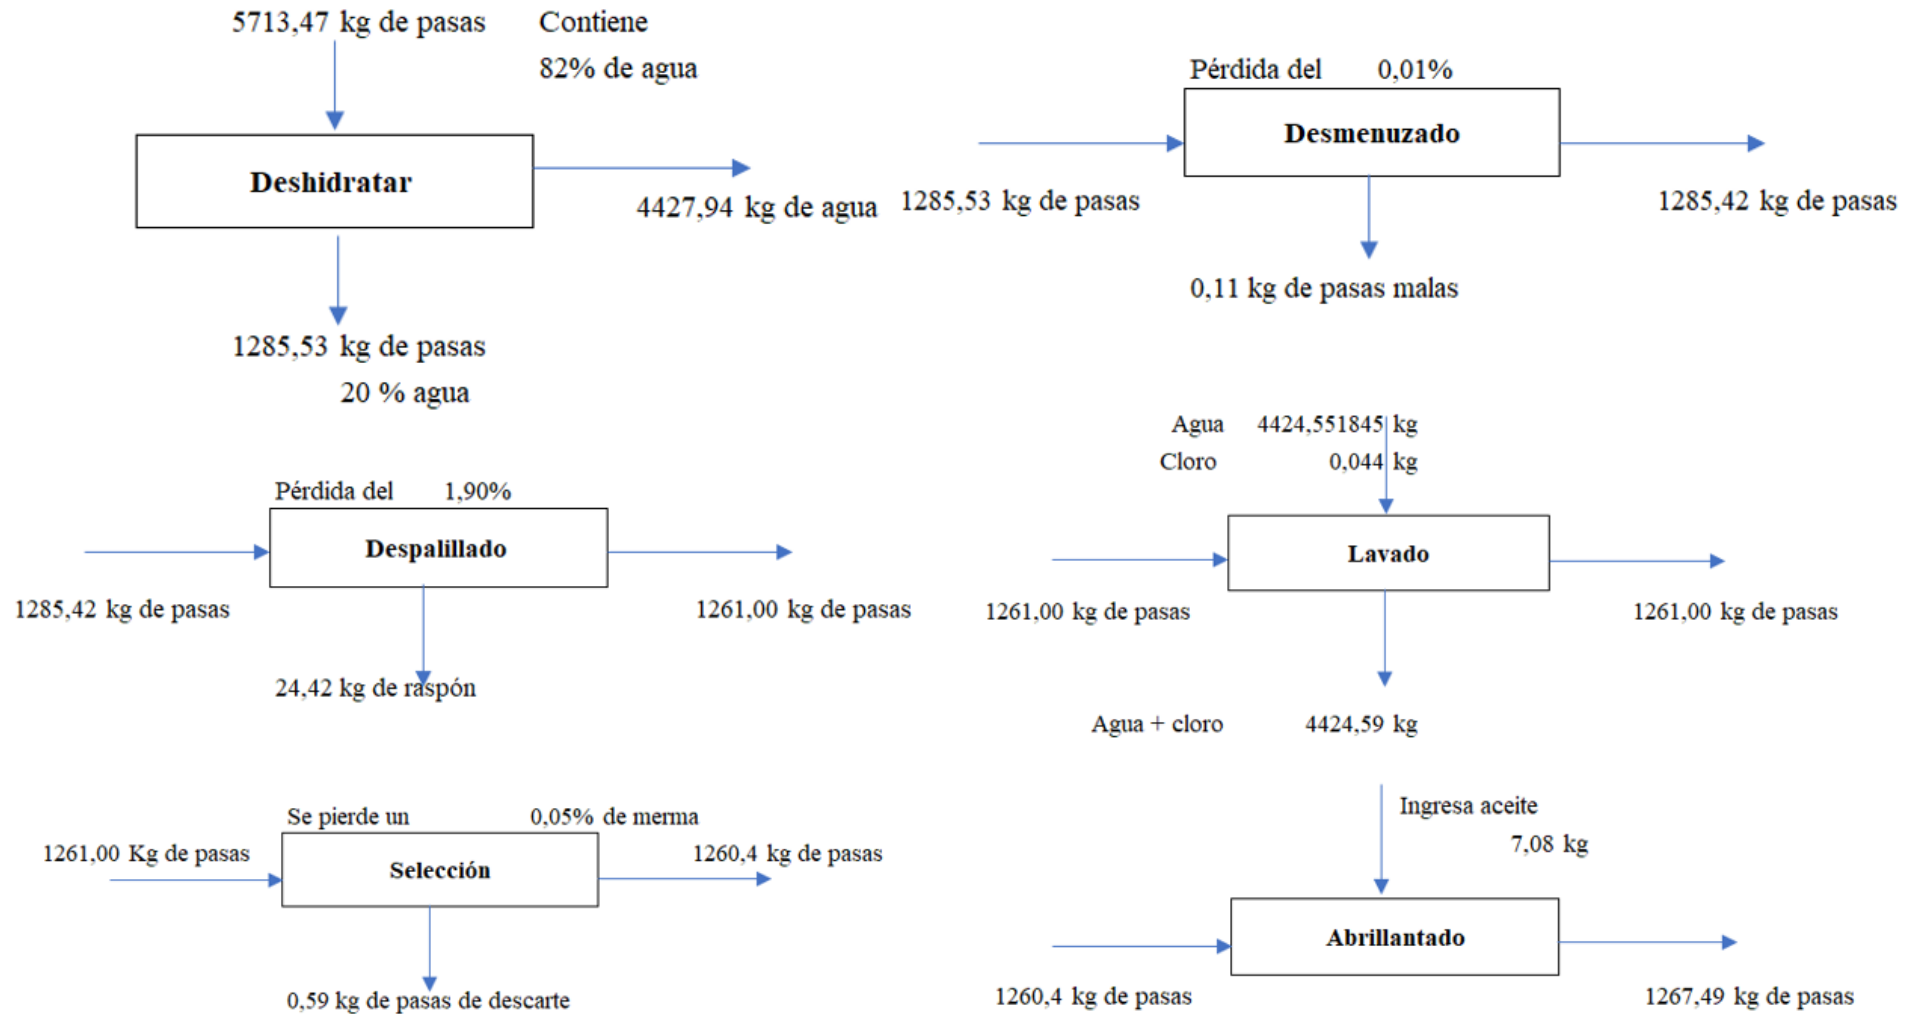 5713,47 kg de pasas Contiene
82% de agua
Deshidratar
4427,94 kg de agua
1285,53 kg de pasas
20 % agua
Pérdida del 0,01%
Desmenuzado
1285,53 kg de pasas 1285,42 kg de pasas
0,11 kg de pasas malas
Pérdida del 1,90%
Despalillado
1285,42 kg de pasas 1261,00 kg de pasas
24,42 kg de raspón
Agua 4424,551845 kg
Cloro 0,044 kg
Lavado
1261,00 kg de pasas 1261,00 kg de pasas
Agua + cloro 4424,59 kg
Se pierde un 0,05% de merma
1261,00 Kg de pasas 1260,4 kg de pasas
Selección
0,59 kg de pasas de descarte
Ingresa aceite
7,08 kg
Abrillantado
1260,4 kg de pasas 1267,49 kg de pasas